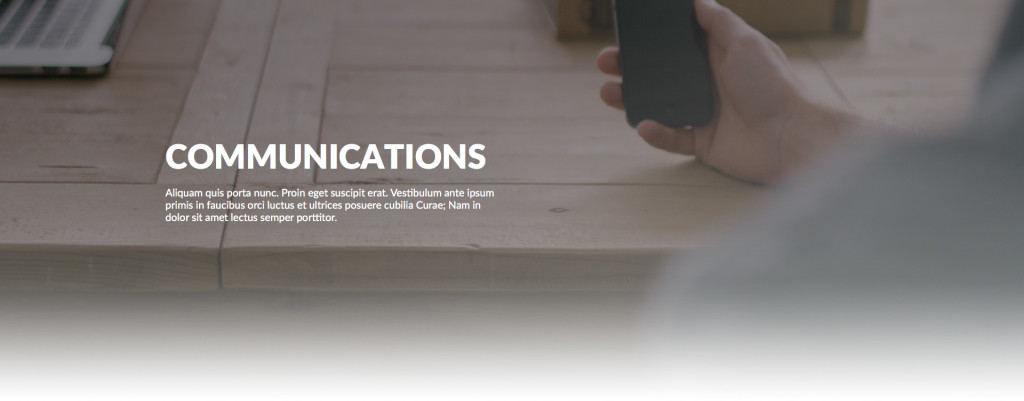 COMMUNICATIONS
Aliquam quis porta nunc. Proin eget suscipit erat. Vestibulum ante ipsum
primis in faucibus orci luctus et ultrices posuere cubilia Curae; Nam in
dolor sit amet lectus semper porttitor.